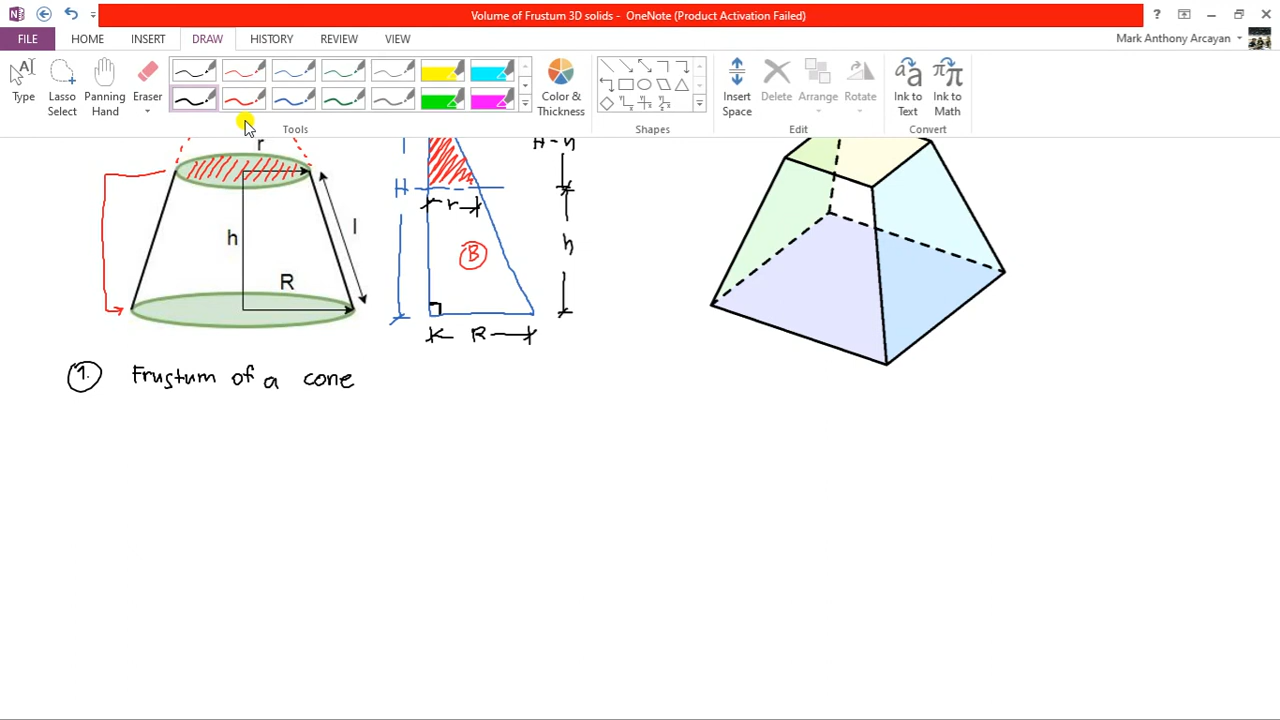 Volume of Frustum 3D solids - OneNote (Product Activation Failed)
FILE HOME INSERT DRAW HISTORY REVIEW VIEW
Mark Anthony Arcayan
Type
Lasso Select
Panning Hand
Eraser
Color & Thickness
Insert Space
Delete
Arrange
Rotate
Ink to Text
Ink to Math
Tools
Shapes
Edit
Convert
r
H - h
H
r
h
l
B
h
R
R
1. Frustum of a cone